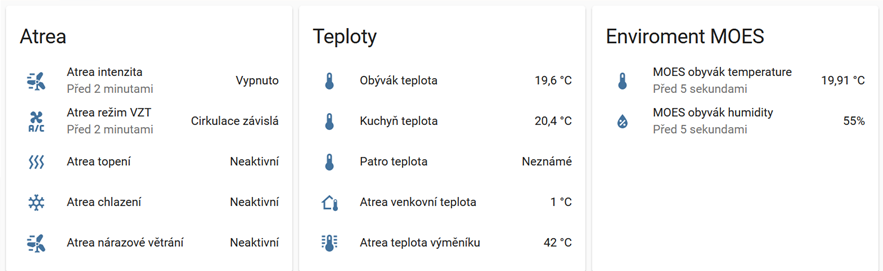 Atrea
Atrea intenzita
Před 2 minutami
Vypnuto
Atrea režim VZT
Před 2 minutami
Cirkulace závislá
A/C
Atrea topení
Neaktivní
Atrea chlazení
Neaktivní
Atrea nárazové větrání
Neaktivní
Teploty
Obývák teplota
19,6 °C
Kuchyň teplota
20,4 °C
Patro teplota
Neznámé
Atrea venkovní teplota
1 °C
Atrea teplota výměníku
42 °C
Enviroment MOES
MOES obyvák temperature
Před 5 sekundami
19,91 °C
MOES obyvák humidity
Před 5 sekundami
55%